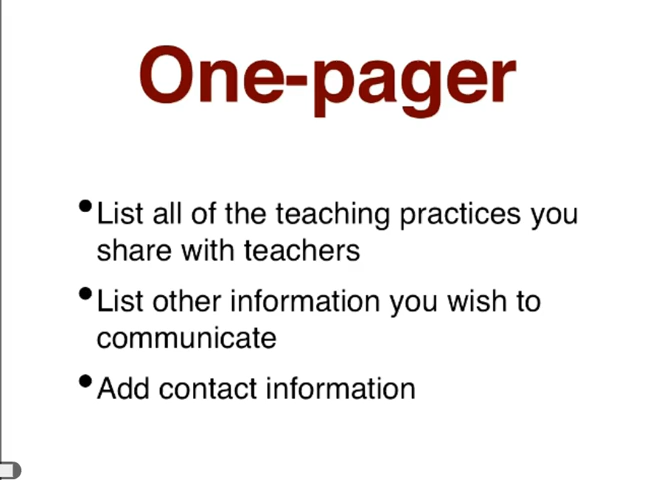 One-pager
•List all of the teaching practices you
share with teachers
•List other information you wish to
communicate
•Add contact information